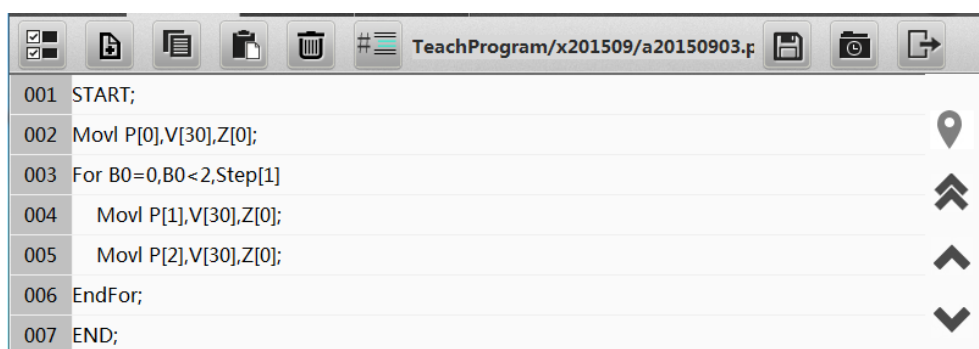 TeachProgram/x201509/a20150903.p
001 START;
002 Movl P[0],V[30],Z[0];
003 For B0=0,B0<2,Step[1]
004 Movl P[1],V[30],Z[0];
005 Movl P[2],V[30],Z[0];
006 EndFor;
007 END;